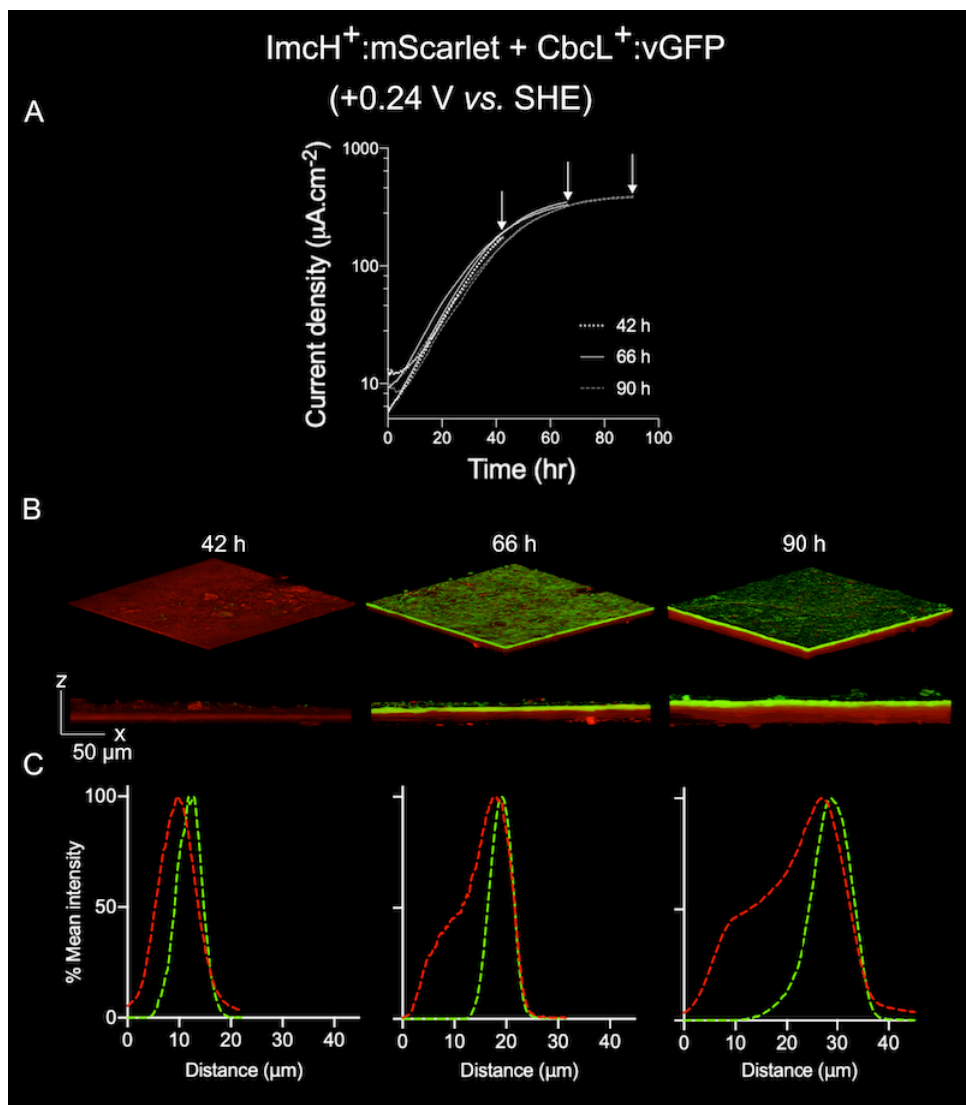 ImcH⁺:mScarlet + CbcL⁺:vGFP
(+0.24 V vs. SHE)
A
Current density (µA.cm⁻²)
1000
100
10
42 h
66 h
90 h
0 20 40 60 80 100
Time (hr)
B
42 h 66 h 90 h
z
x
50 µm
C
% Mean intensity
100
50
0
0 10 20 30 40
0 10 20 30 40
0 10 20 30 40
Distance (µm) Distance (µm) Distance (µm)